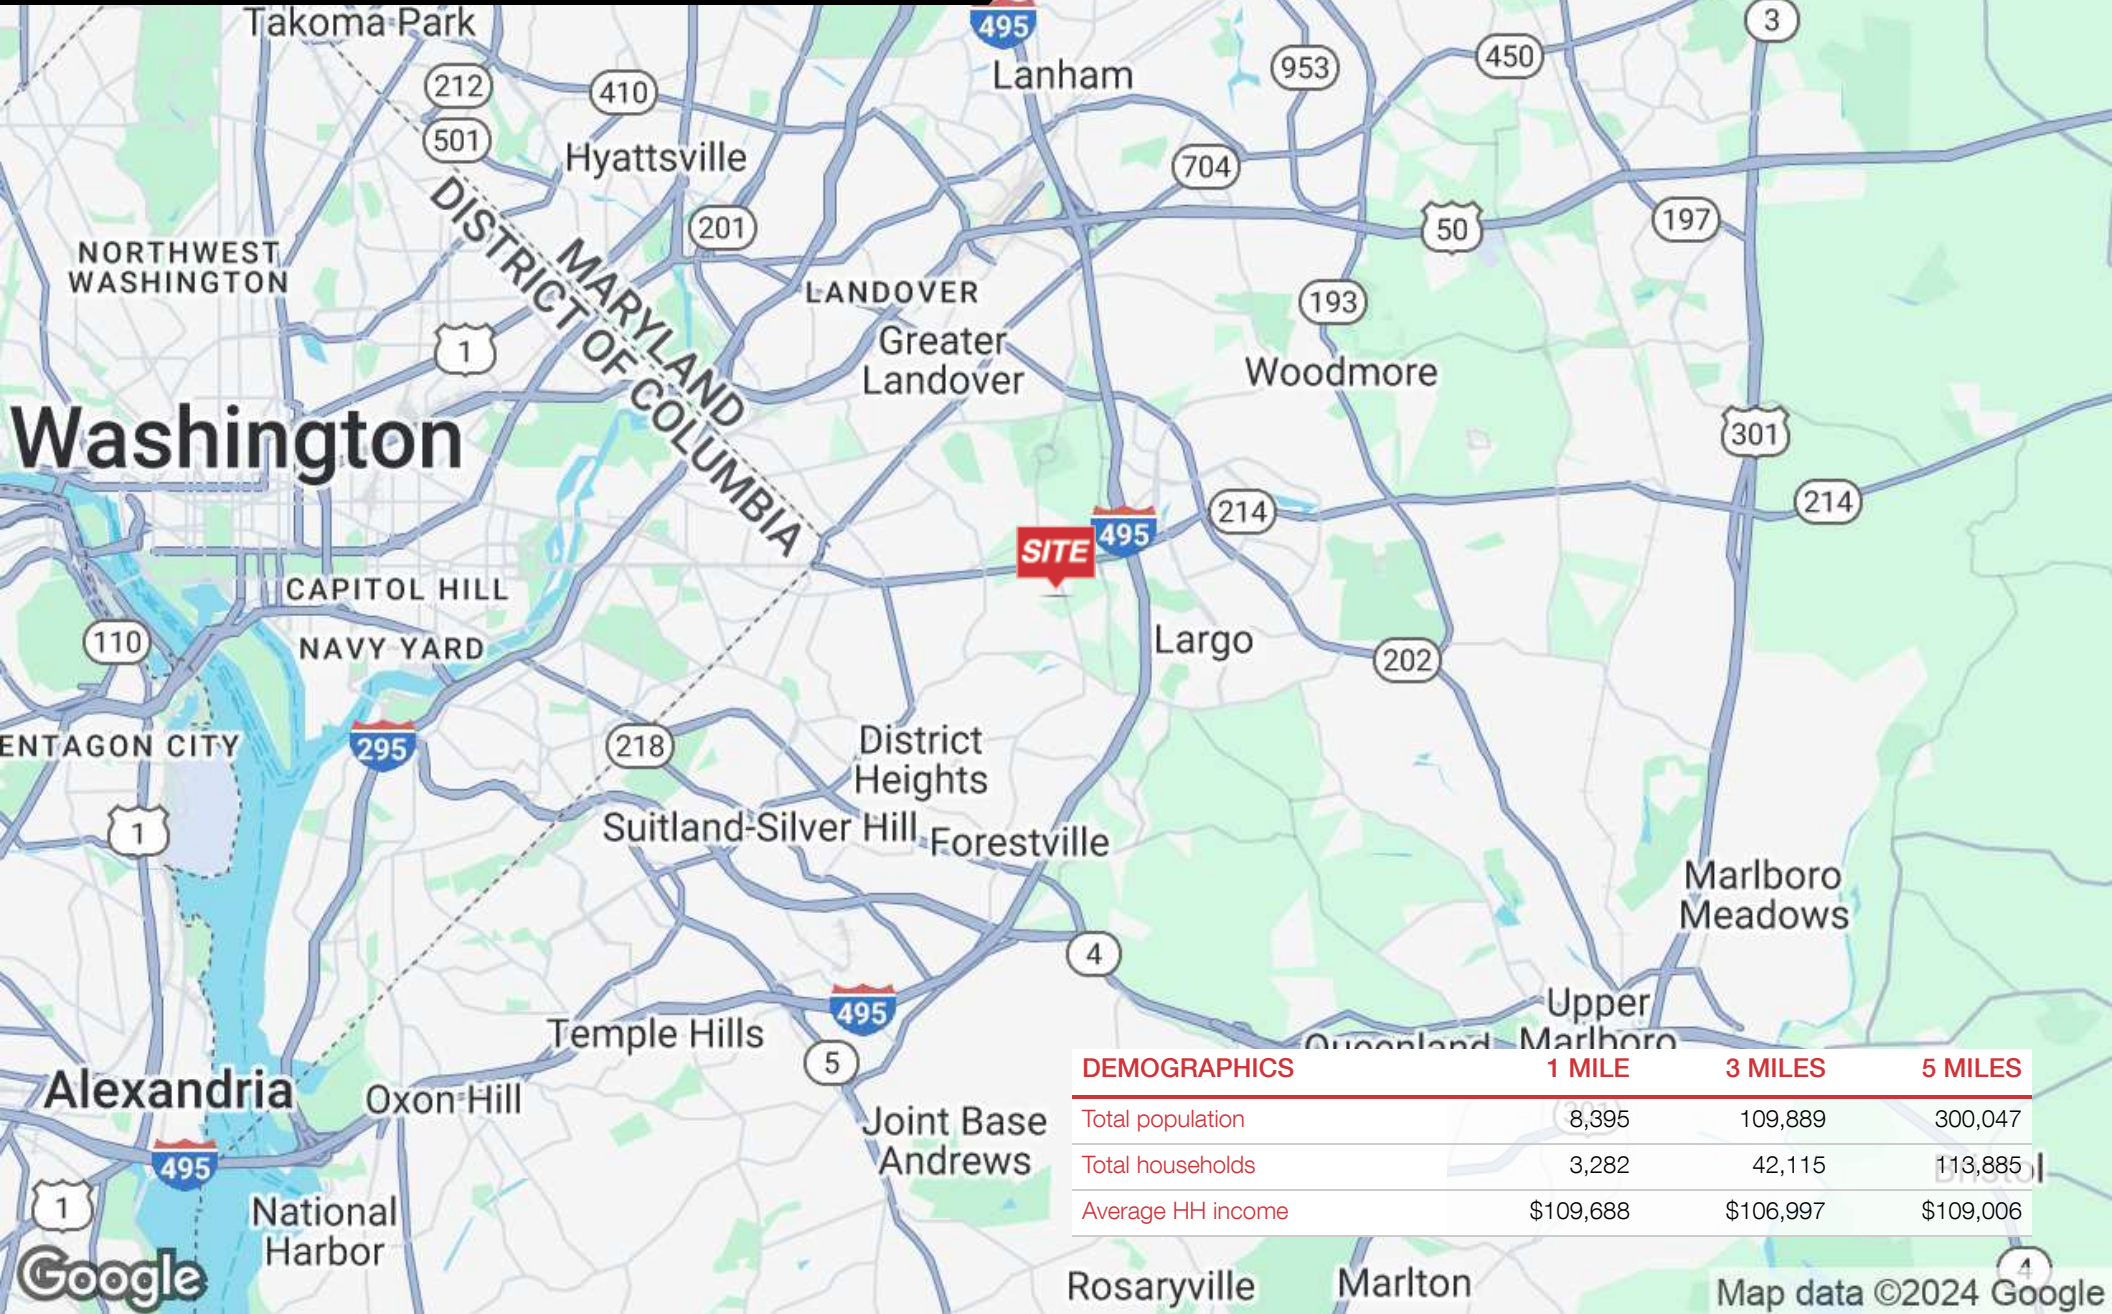 Takoma Park
495
3
212
410
Lanham
953
450
501
Hyattsville
704
DISTRICT OF COLUMBIA
MARYLAND
201
197
50
NORTHWEST
WASHINGTON
LANDOVER
193
1
Greater
Landover
Woodmore
Washington
301
214
214
SITE
495
CAPITOL HILL
110
NAVY YARD
Largo
202
ENTAGON CITY
295
218
District
Heights
1
Suitland-Silver Hill
Forestville
Marlboro
Meadows
4
495
Upper
Marlboro
Temple Hills
Queenland
5
Alexandria
Oxon Hill
Joint Base
Andrews
495
1
National
Harbor
DEMOGRAPHICS 1 MILE 3 MILES 5 MILES
301
Total population 8,395 109,889 300,047
Total households 3,282 42,115 113,885
Bristol
Average HH income $109,688 $106,997 $109,006
Google
Rosaryville
Marlton
4
Map data ©2024 Google